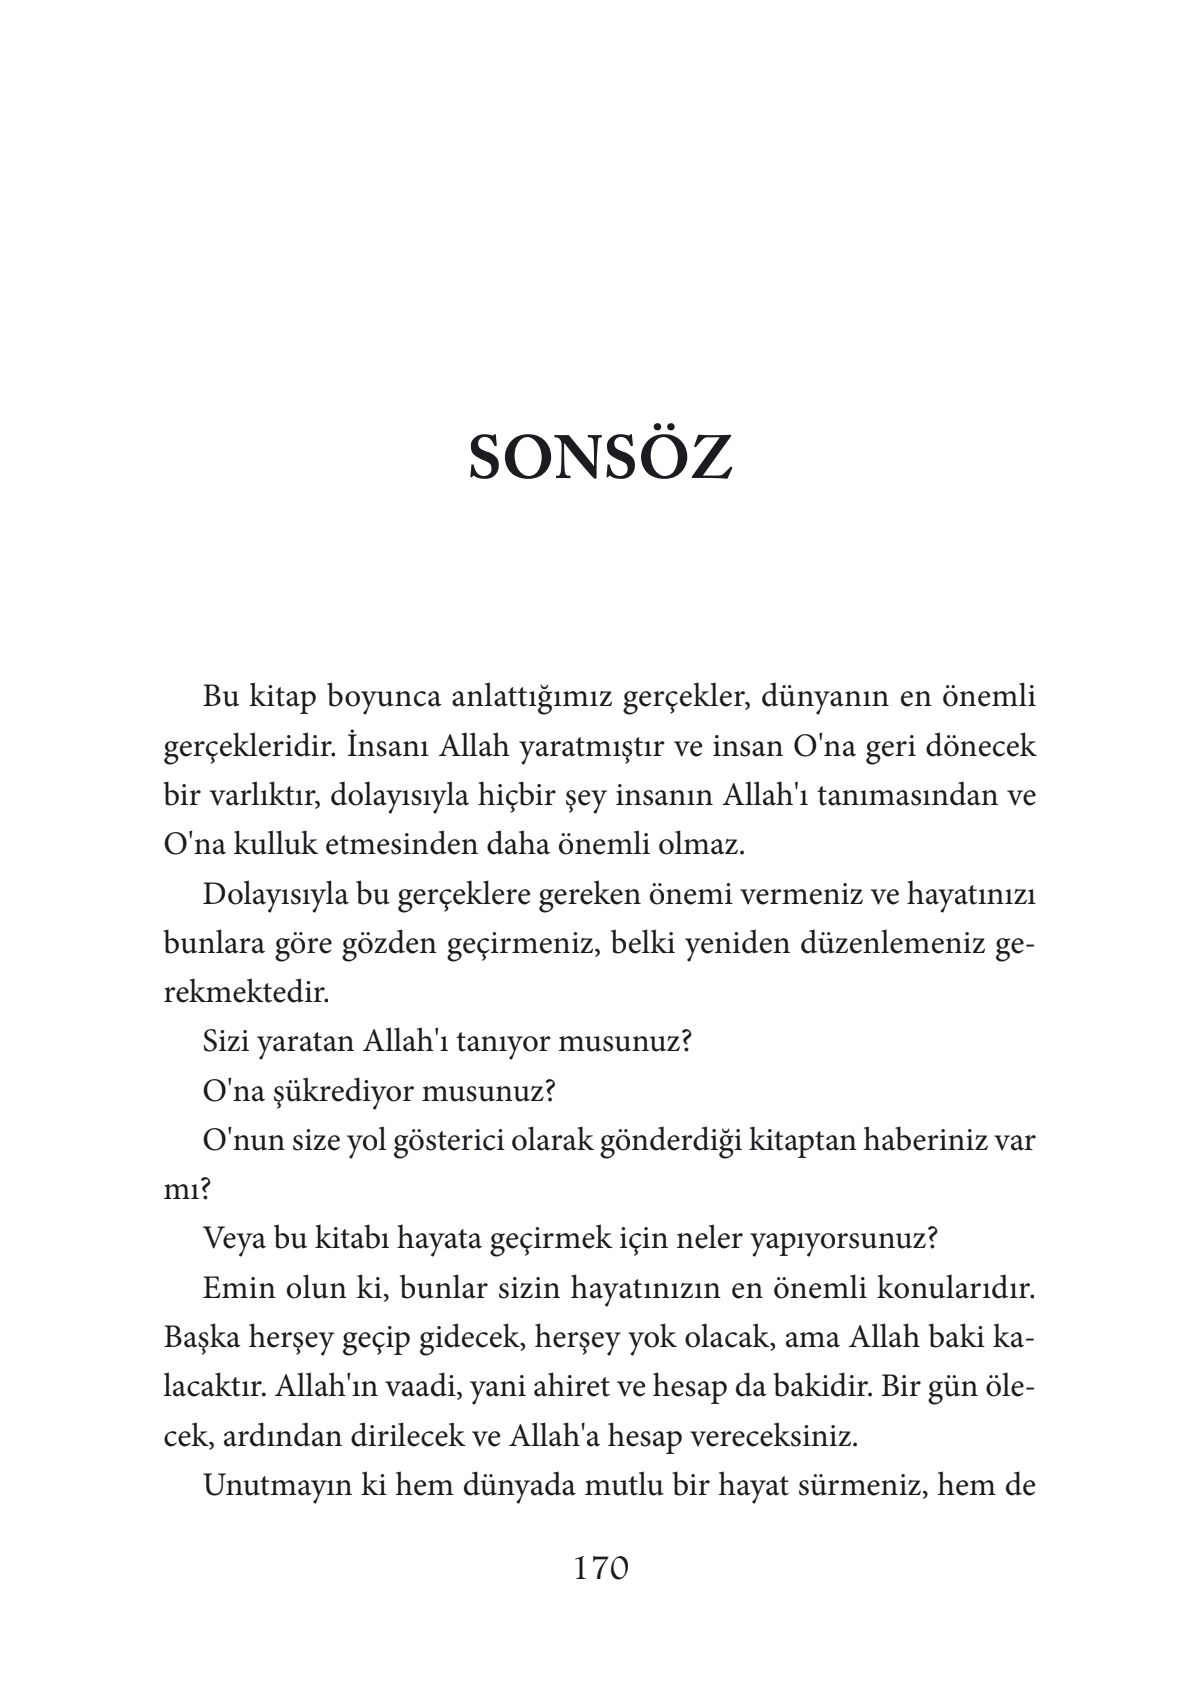 SONSÖZ
Bu kitap boyunca anlattığımız gerçekler, dünyanın en önemli
gerçekleridir. İnsanı Allah yaratmıştır ve insan O'na geri dönecek
bir varlıktır, dolayısıyla hiçbir şey insanın Allah'ı tanımasından ve
O'na kulluk etmesinden daha önemli olmaz.
Dolayısıyla bu gerçeklere gereken önemi vermeniz ve hayatınızı
bunlara göre gözden geçirmeniz, belki yeniden düzenlemeniz ge-
rekmektedir.
Sizi yaratan Allah'ı tanıyor musunuz?
O'na şükrediyor musunuz?
O'nun size yol gösterici olarak gönderdiği kitaptan haberiniz var
mı?
Veya bu kitabı hayata geçirmek için neler yapıyorsunuz?
Emin olun ki, bunlar sizin hayatınızın en önemli konularıdır.
Başka herşey geçip gidecek, herşey yok olacak, ama Allah baki ka-
lacaktır. Allah'ın vaadi, yani ahiret ve hesap da bakidir. Bir gün öle-
cek, ardından dirilecek ve Allah'a hesap vereceksiniz.
Unutmayın ki hem dünyada mutlu bir hayat sürmeniz, hem de
170